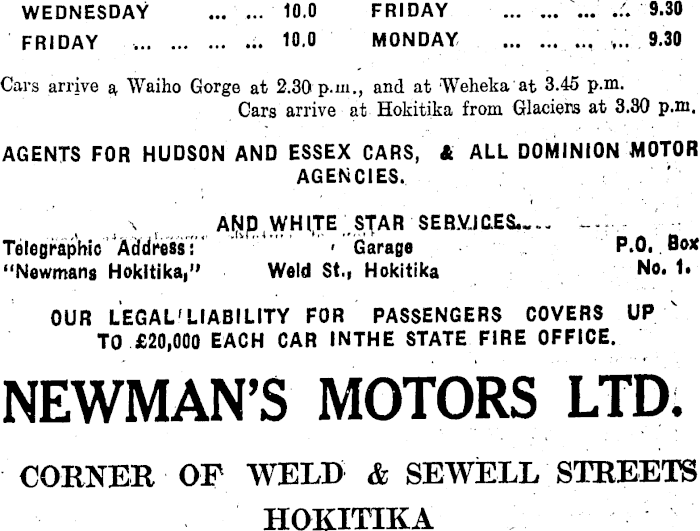 WEDNESDAY ... ... 10.0 FRIDAY ... ... ... ... 9.30
FRIDAY ... ... ... ... 10.0 MONDAY ... ... ... ... 9.30
Cars arrive a Waiho Gorge at 2.30 p.m., and at Weheka at 3.45 p.m.
Cars arrive at Hokitika from Glaciers at 3.30 p.m.
AGENTS FOR HUDSON AND ESSEX CARS, & ALL DOMINION MOTOR
AGENCIES.
AND WHITE STAR SERVICES....
Telegraphic Address: Garage P.O. Box
"Newmans Hokitika," Weld St., Hokitika No. 1.
OUR LEGAL LIABILITY FOR PASSENGERS COVERS UP
TO £20,000 EACH CAR INTHE STATE FIRE OFFICE.
NEWMAN'S MOTORS LTD.
CORNER OF WELD & SEWELL STREETS
HOKITIKA